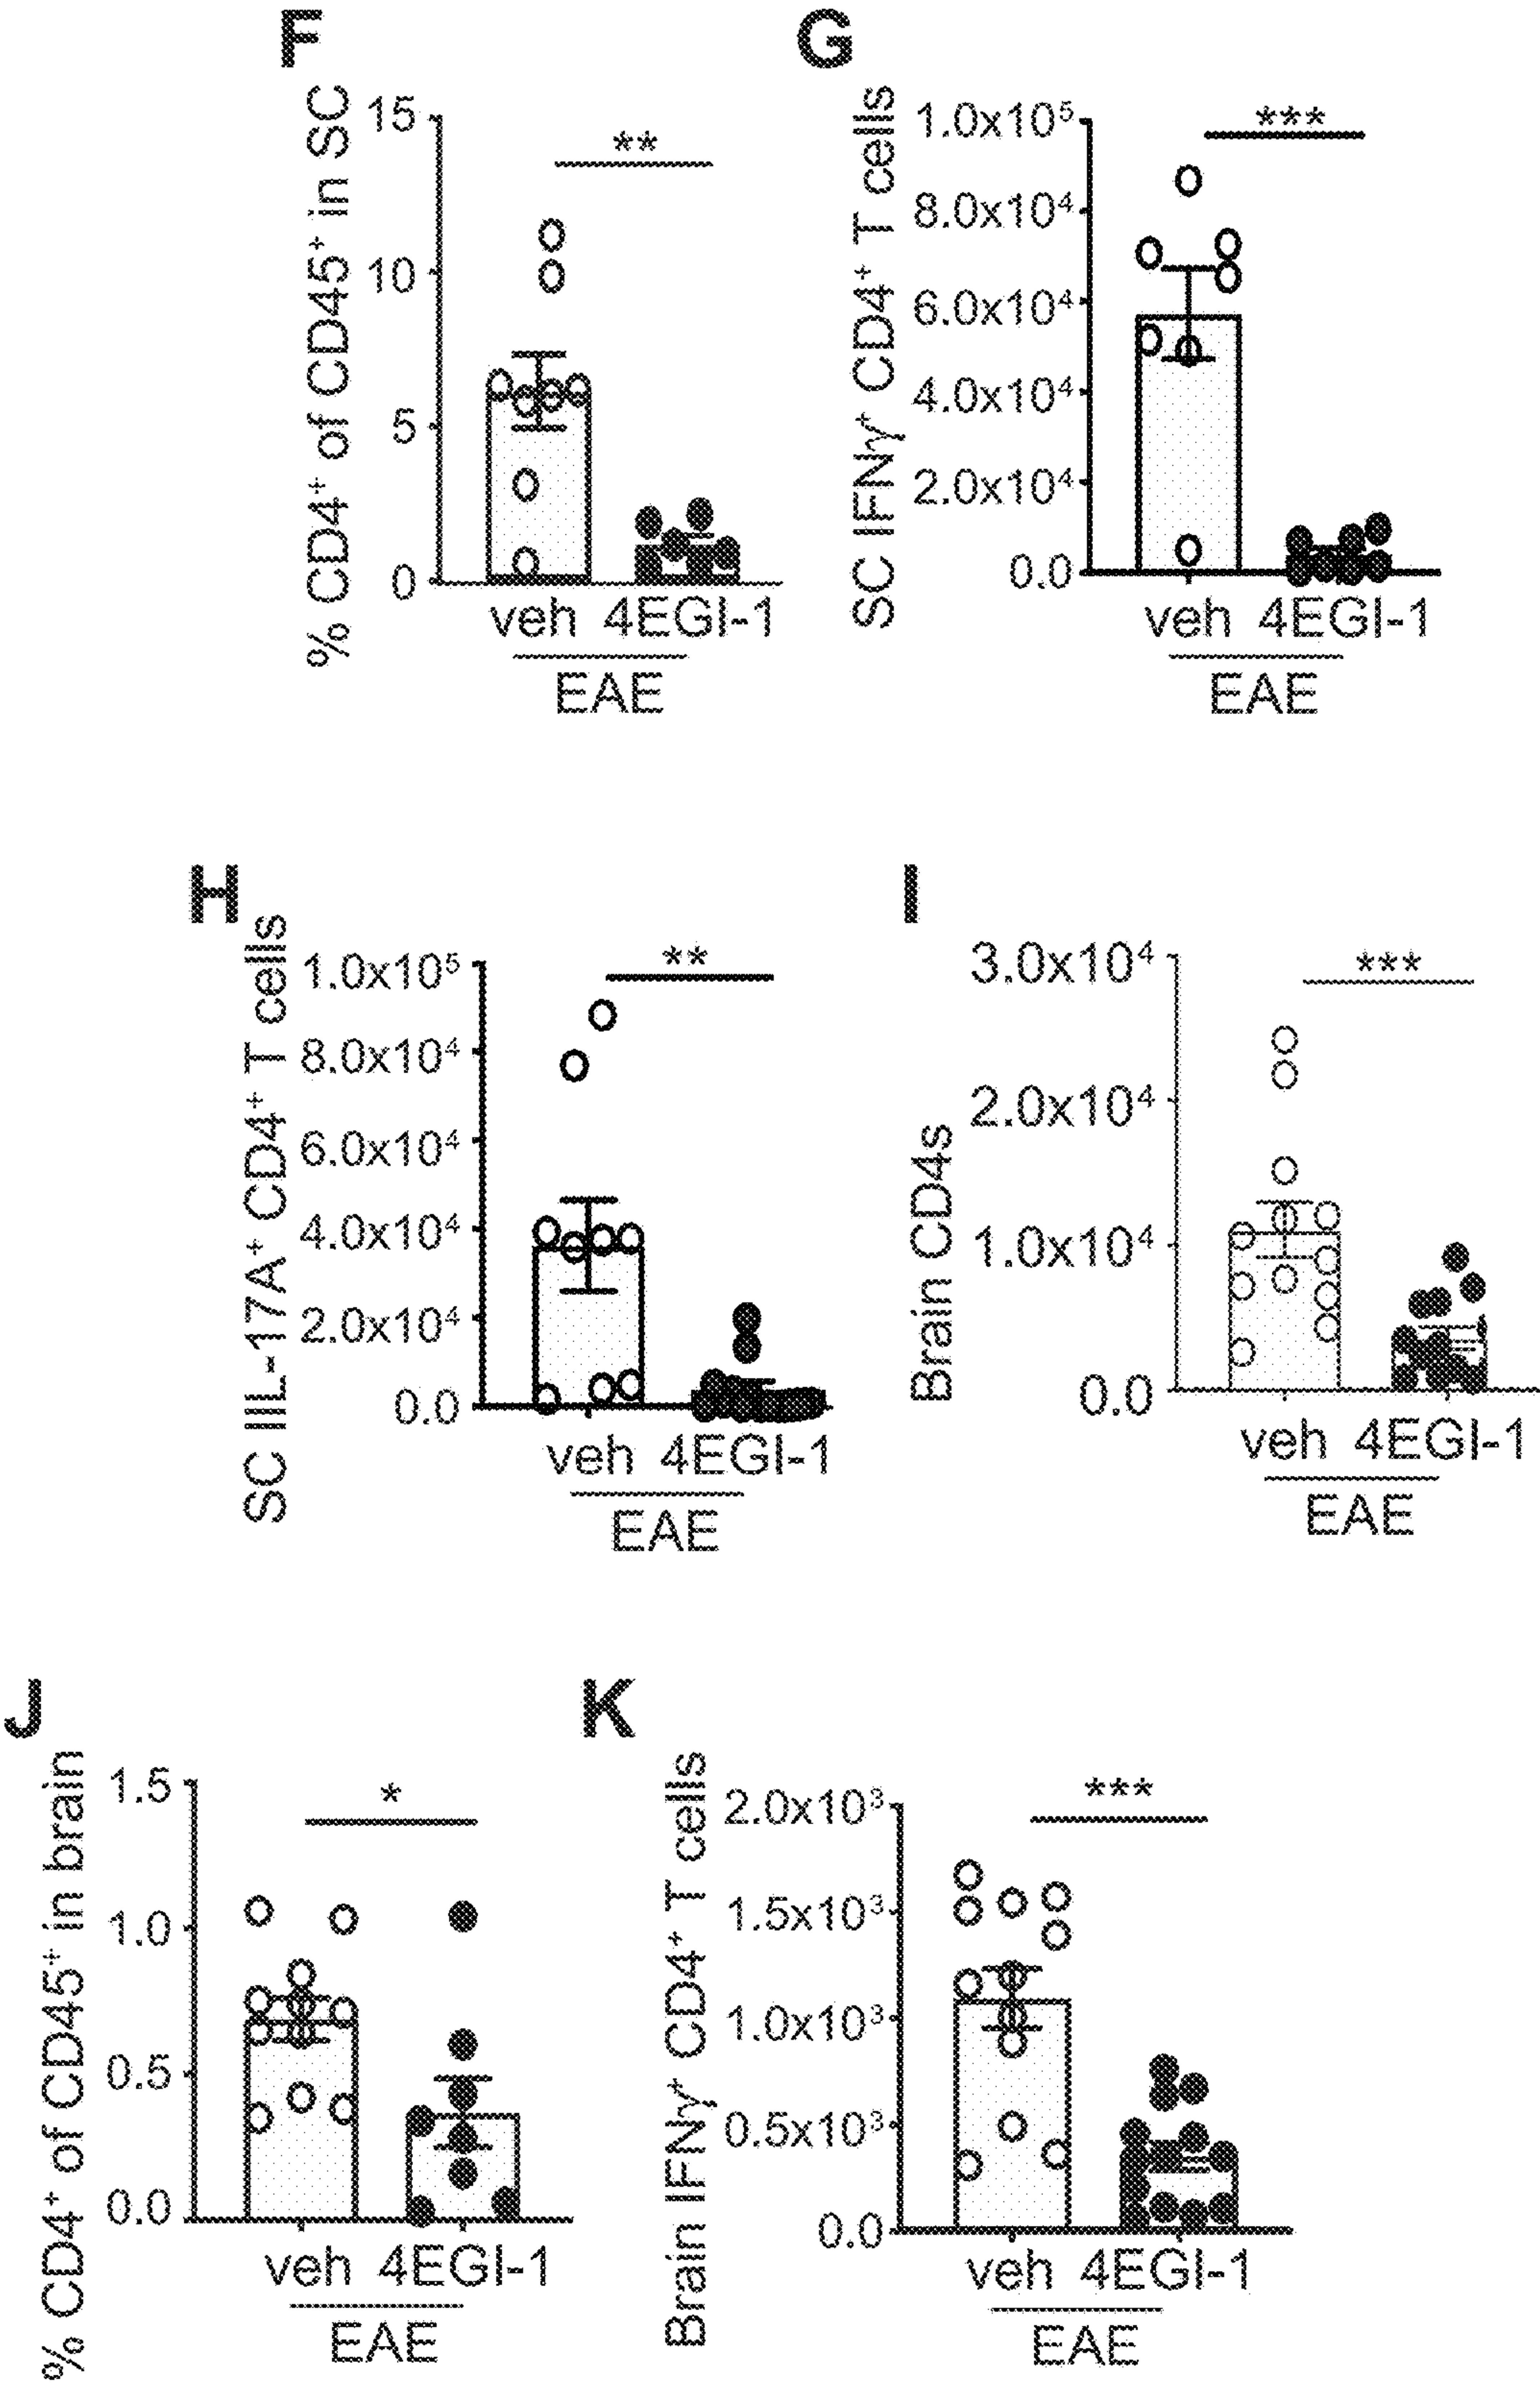 F
% CD4⁺ of CD45⁺ in SC
15
10
5
0
**
veh 4EGI-1
EAE
G
SC IFNγ⁺ CD4⁺ T cells
1.0x10⁵
8.0x10⁴
6.0x10⁴
4.0x10⁴
2.0x10⁴
0.0
***
veh 4EGI-1
EAE
H
SC IIL-17A⁺ CD4⁺ T cells
1.0x10⁵
8.0x10⁴
6.0x10⁴
4.0x10⁴
2.0x10⁴
0.0
**
veh 4EGI-1
EAE
I
Brain CD4s
3.0x10⁴
2.0x10⁴
1.0x10⁴
0.0
***
veh 4EGI-1
EAE
J
% CD4⁺ of CD45⁺ in brain
1.5
1.0
0.5
0.0
*
veh 4EGI-1
EAE
K
Brain IFNγ⁺ CD4⁺ T cells
2.0x10³
1.5x10³
1.0x10³
0.5x10³
0.0
***
veh 4EGI-1
EAE